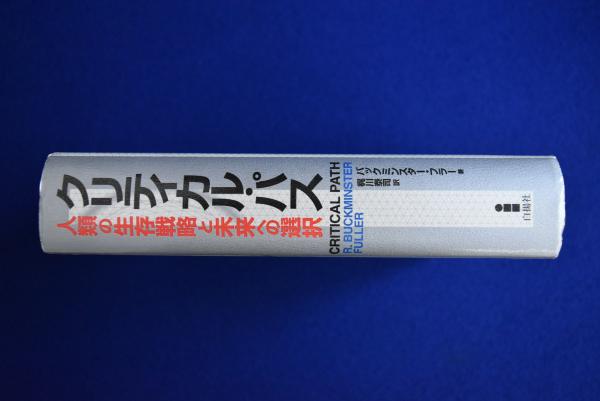 クリティカル・パス
人類の生存戦略と未来への選択
CRITICAL PATH
R. BUCKMINSTER
FULLER
バックミンスター・フラー 著
梶川泰司 訳
白揚社